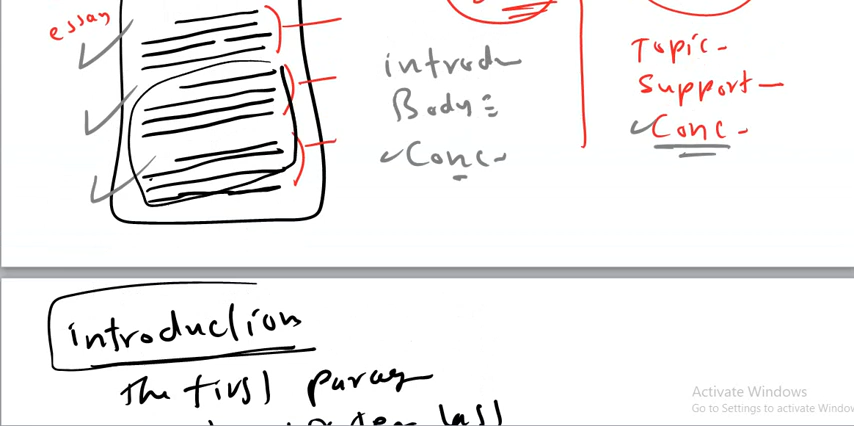 essay
introd
Body:
Conc
Topic
Support
Conc
introduction
The first parag
Activate Windows
Go to Settings to activate Window